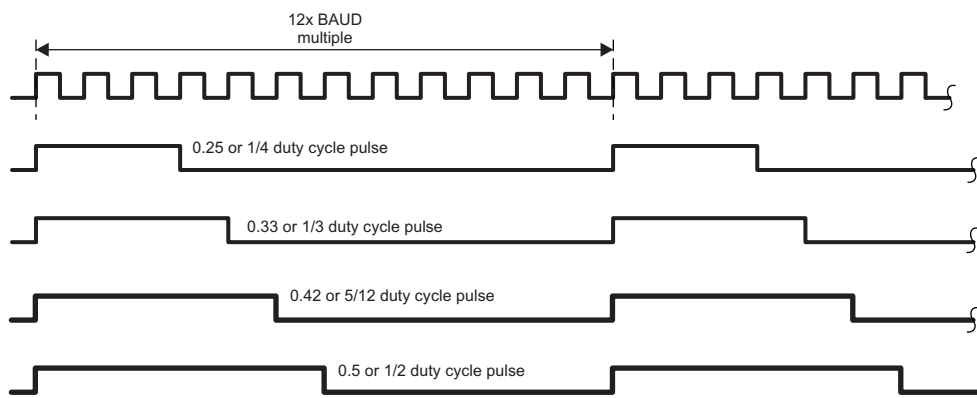 12x BAUD
multiple
0.25 or 1/4 duty cycle pulse
0.33 or 1/3 duty cycle pulse
0.42 or 5/12 duty cycle pulse
0.5 or 1/2 duty cycle pulse